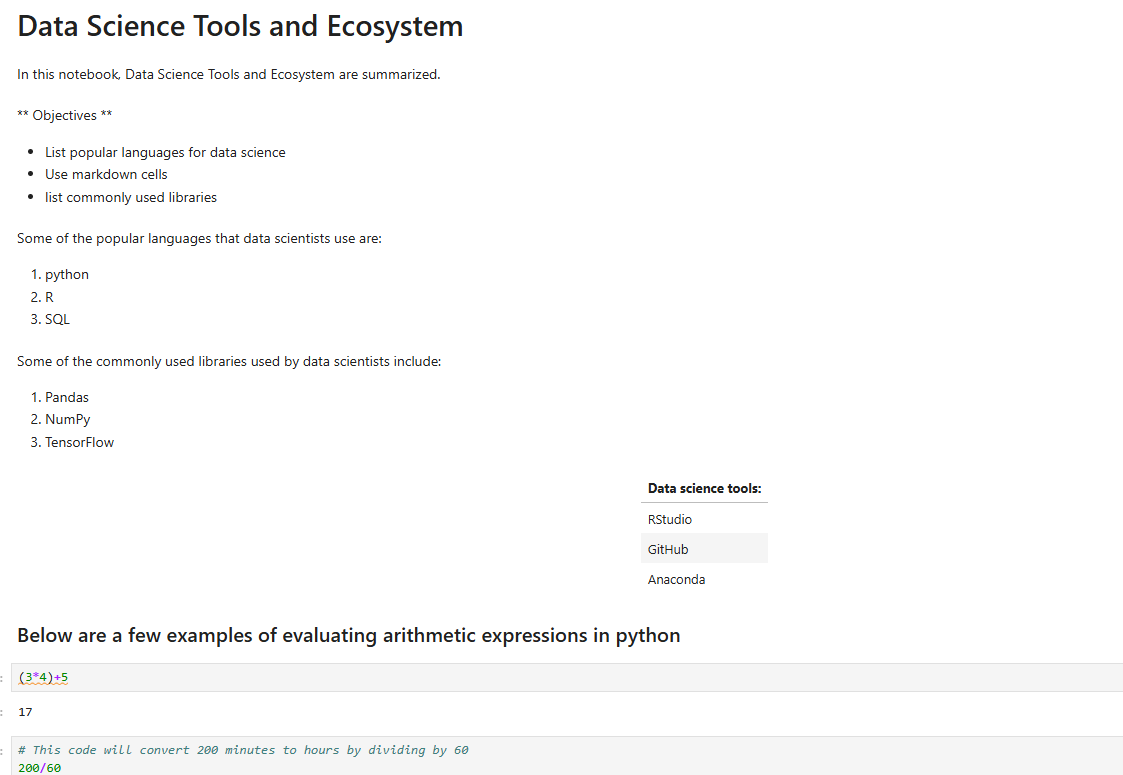 Data Science Tools and Ecosystem
In this notebook, Data Science Tools and Ecosystem are summarized.
** Objectives **
• List popular languages for data science
• Use markdown cells
• list commonly used libraries
Some of the popular languages that data scientists use are:
1. python
2. R
3. SQL
Some of the commonly used libraries used by data scientists include:
1. Pandas
2. NumPy
3. TensorFlow
Data science tools:
RStudio
GitHub
Anaconda
Below are a few examples of evaluating arithmetic expressions in python
: (3*4)+5
: 17
: # This code will convert 200 minutes to hours by dividing by 60
200/60